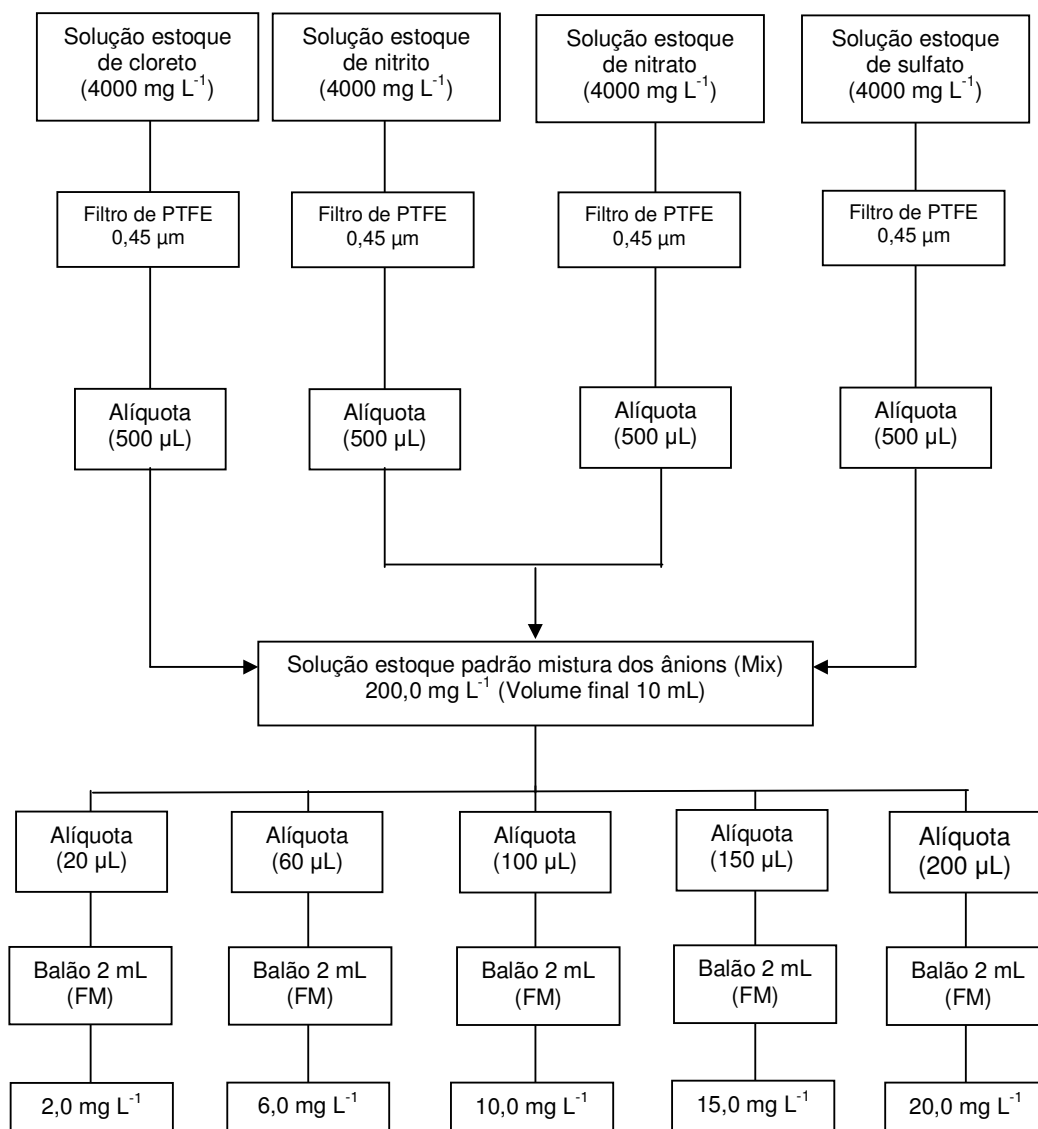 Solução estoque
de cloreto
(4000 mg L⁻¹)
Solução estoque
de nitrito
(4000 mg L⁻¹)
Solução estoque
de nitrato
(4000 mg L⁻¹)
Solução estoque
de sulfato
(4000 mg L⁻¹)
Filtro de PTFE
0,45 µm
Filtro de PTFE
0,45 µm
Filtro de PTFE
0,45 µm
Filtro de PTFE
0,45 µm
Alíquota
(500 µL)
Alíquota
(500 µL)
Alíquota
(500 µL)
Alíquota
(500 µL)
Solução estoque padrão mistura dos ânions (Mix)
200,0 mg L⁻¹ (Volume final 10 mL)
Alíquota
(20 µL)
Alíquota
(60 µL)
Alíquota
(100 µL)
Alíquota
(150 µL)
Alíquota
(200 µL)
Balão 2 mL
(FM)
Balão 2 mL
(FM)
Balão 2 mL
(FM)
Balão 2 mL
(FM)
Balão 2 mL
(FM)
2,0 mg L⁻¹
6,0 mg L⁻¹
10,0 mg L⁻¹
15,0 mg L⁻¹
20,0 mg L⁻¹